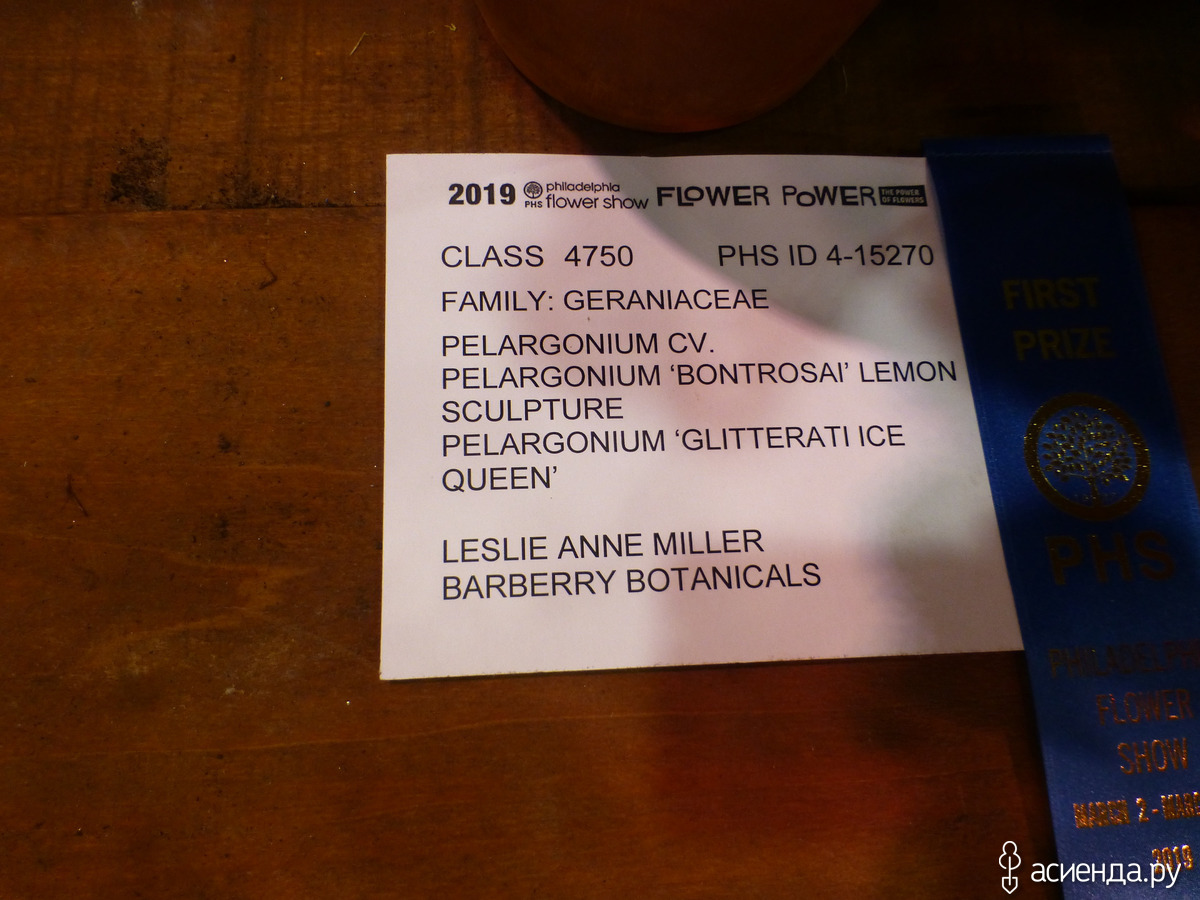 2019 PHS philadelphia flower show FLOWER POWER THE POWER OF FLOWERS
CLASS 4750 PHS ID 4-15270
FAMILY: GERANIACEAE
PELARGONIUM CV.
PELARGONIUM ‘BONTROSAI’ LEMON
SCULPTURE
PELARGONIUM ‘GLITTERATI ICE
QUEEN’
LESLIE ANNE MILLER
BARBERRY BOTANICALS
FIRST
PRIZE
PHS
PHILADELPH
FLOWER
SHOW
MARCH 2-MAR
2019
асиенда.ру